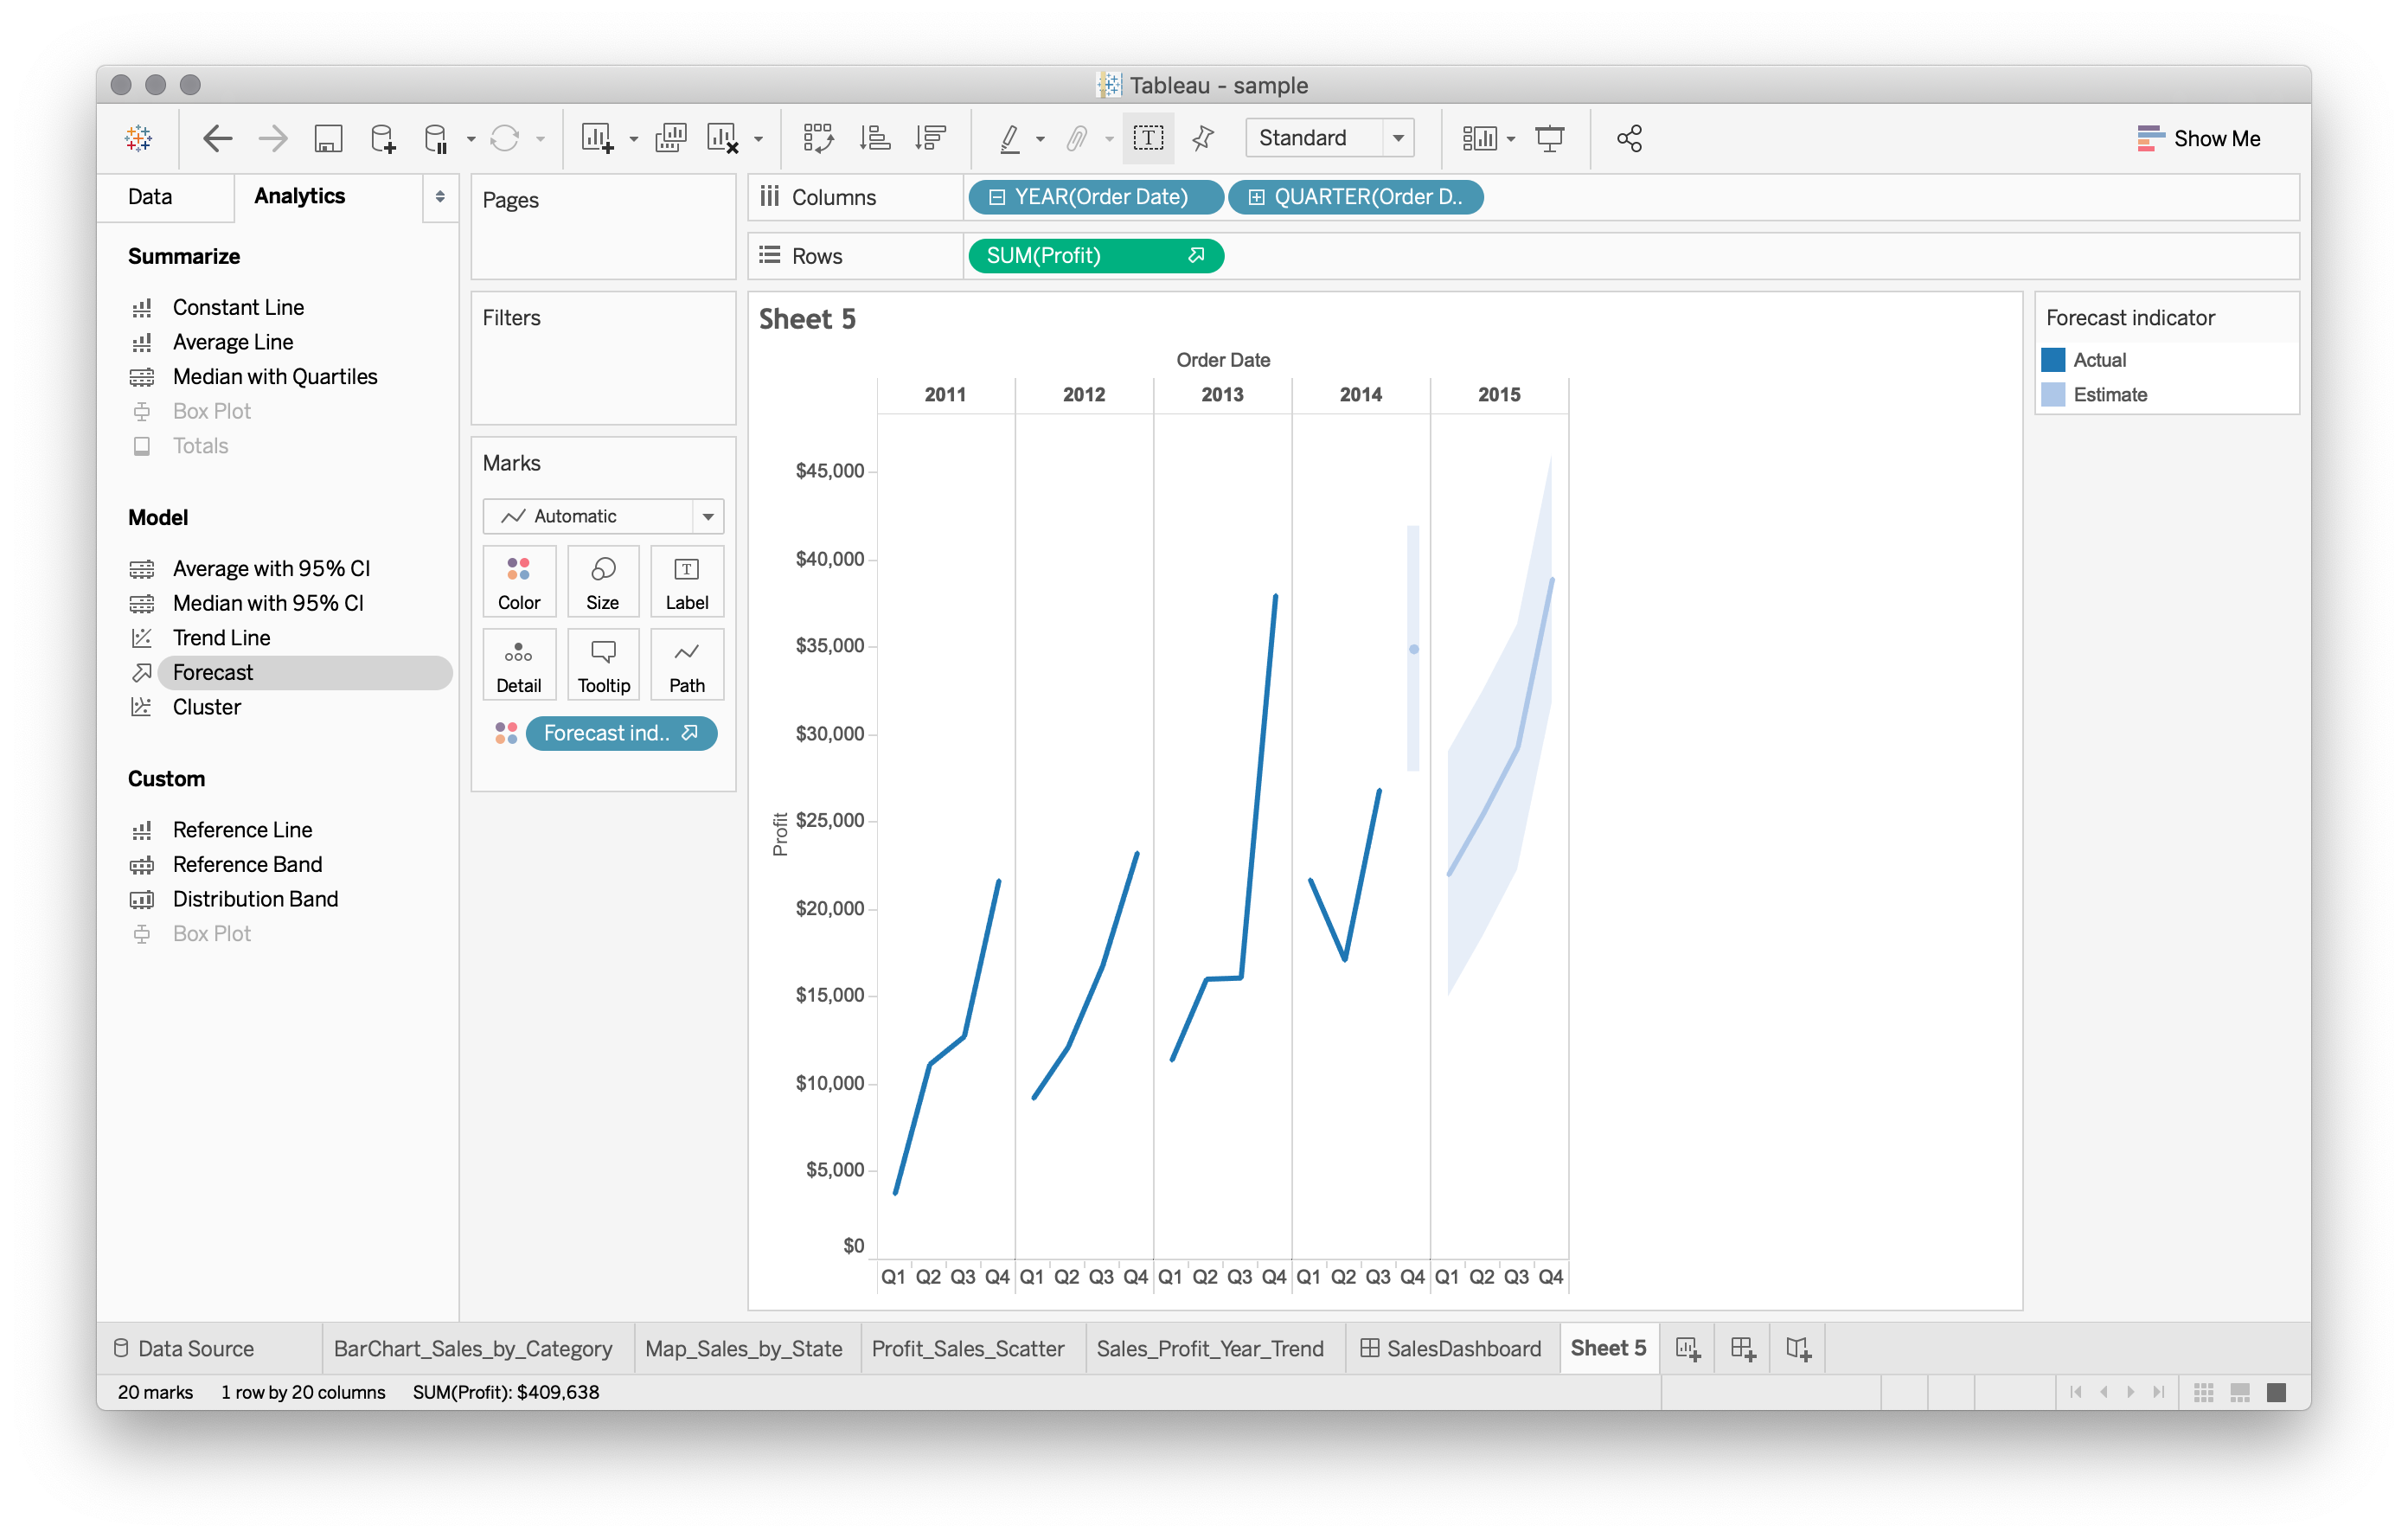 Tableau - sample
Standard
Show Me
Data
Analytics
Summarize
Constant Line
Average Line
Median with Quartiles
Box Plot
Totals
Model
Average with 95% CI
Median with 95% CI
Trend Line
Forecast
Cluster
Custom
Reference Line
Reference Band
Distribution Band
Box Plot
Pages
Filters
Marks
Automatic
Color Size T Label
Detail Tooltip Path
Forecast ind..
Columns YEAR(Order Date) QUARTER(Order D..
Rows SUM(Profit)
Sheet 5
Order Date
2011 2012 2013 2014 2015
Profit
$45,000
$40,000
$35,000
$30,000
$25,000
$20,000
$15,000
$10,000
$5,000
$0
Q1 Q2 Q3 Q4 Q1 Q2 Q3 Q4 Q1 Q2 Q3 Q4 Q1 Q2 Q3 Q4 Q1 Q2 Q3 Q4
Forecast indicator
Actual
Estimate
Data Source BarChart_Sales_by_Category Map_Sales_by_State Profit_Sales_Scatter Sales_Profit_Year_Trend SalesDashboard Sheet 5
20 marks 1 row by 20 columns SUM(Profit): $409,638